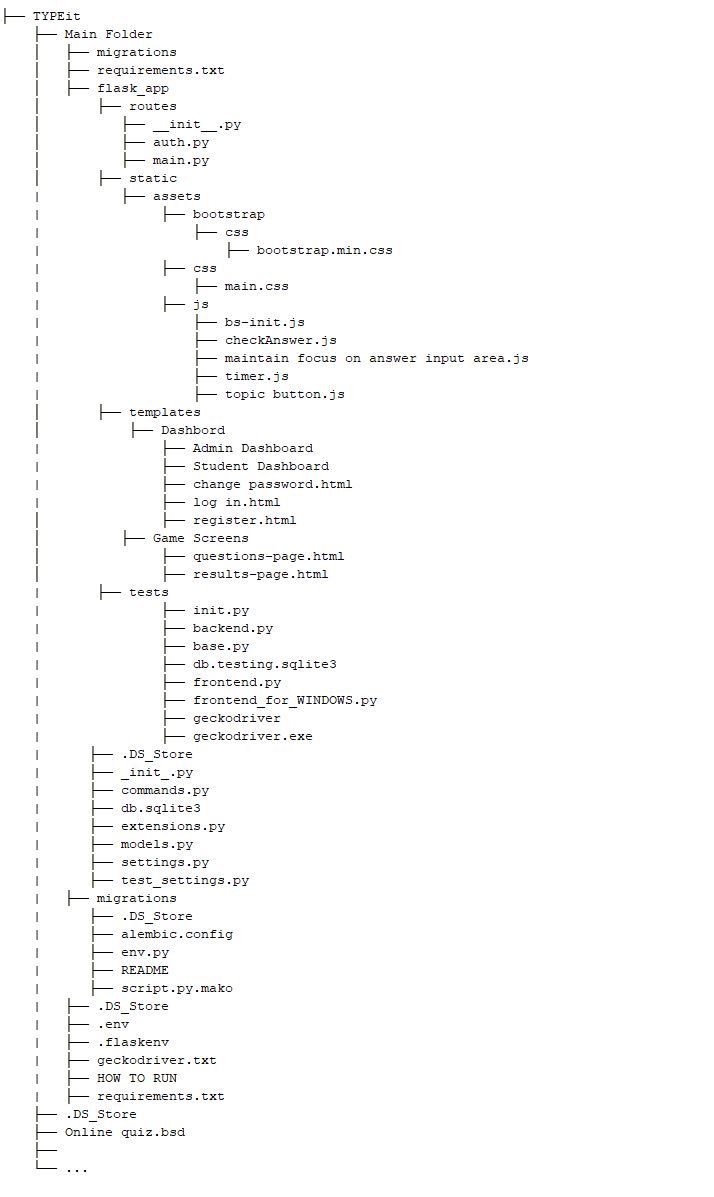 ├── TYPEit
├── Main Folder
│ ├── migrations
│ ├── requirements.txt
│ ├── flask_app
│ ├── routes
│ ├── __init__.py
│ ├── auth.py
│ ├── main.py
│ ├── static
| ├── assets
| ├── bootstrap
| ├── css
| ├── bootstrap.min.css
| ├── css
| ├── main.css
| ├── js
| ├── bs-init.js
| ├── checkAnswer.js
| ├── maintain focus on answer input area.js
| ├── timer.js
| ├── topic button.js
│ ├── templates
│ ├── Dashbord
| ├── Admin Dashboard
| ├── Student Dashboard
| ├── change password.html
| ├── log in.html
│ ├── register.html
│ ├── Game Screens
│ ├── questions-page.html
│ ├── results-page.html
| ├── tests
| ├── init.py
| ├── backend.py
| ├── base.py
| ├── db.testing.sqlite3
| ├── frontend.py
| ├── frontend_for_WINDOWS.py
| ├── geckodriver
| ├── geckodriver.exe
| ├── .DS_Store
| ├── _init_.py
| ├── commands.py
| ├── db.sqlite3
| ├── extensions.py
| ├── models.py
| ├── settings.py
| ├── test_settings.py
| ├── migrations
| ├── .DS_Store
| ├── alembic.config
| ├── env.py
| ├── README
| ├── script.py.mako
| ├── .DS_Store
| ├── .env
| ├── .flaskenv
| ├── geckodriver.txt
| ├── HOW TO RUN
| ├── requirements.txt
├── .DS_Store
├── Online quiz.bsd
├──
└── ...